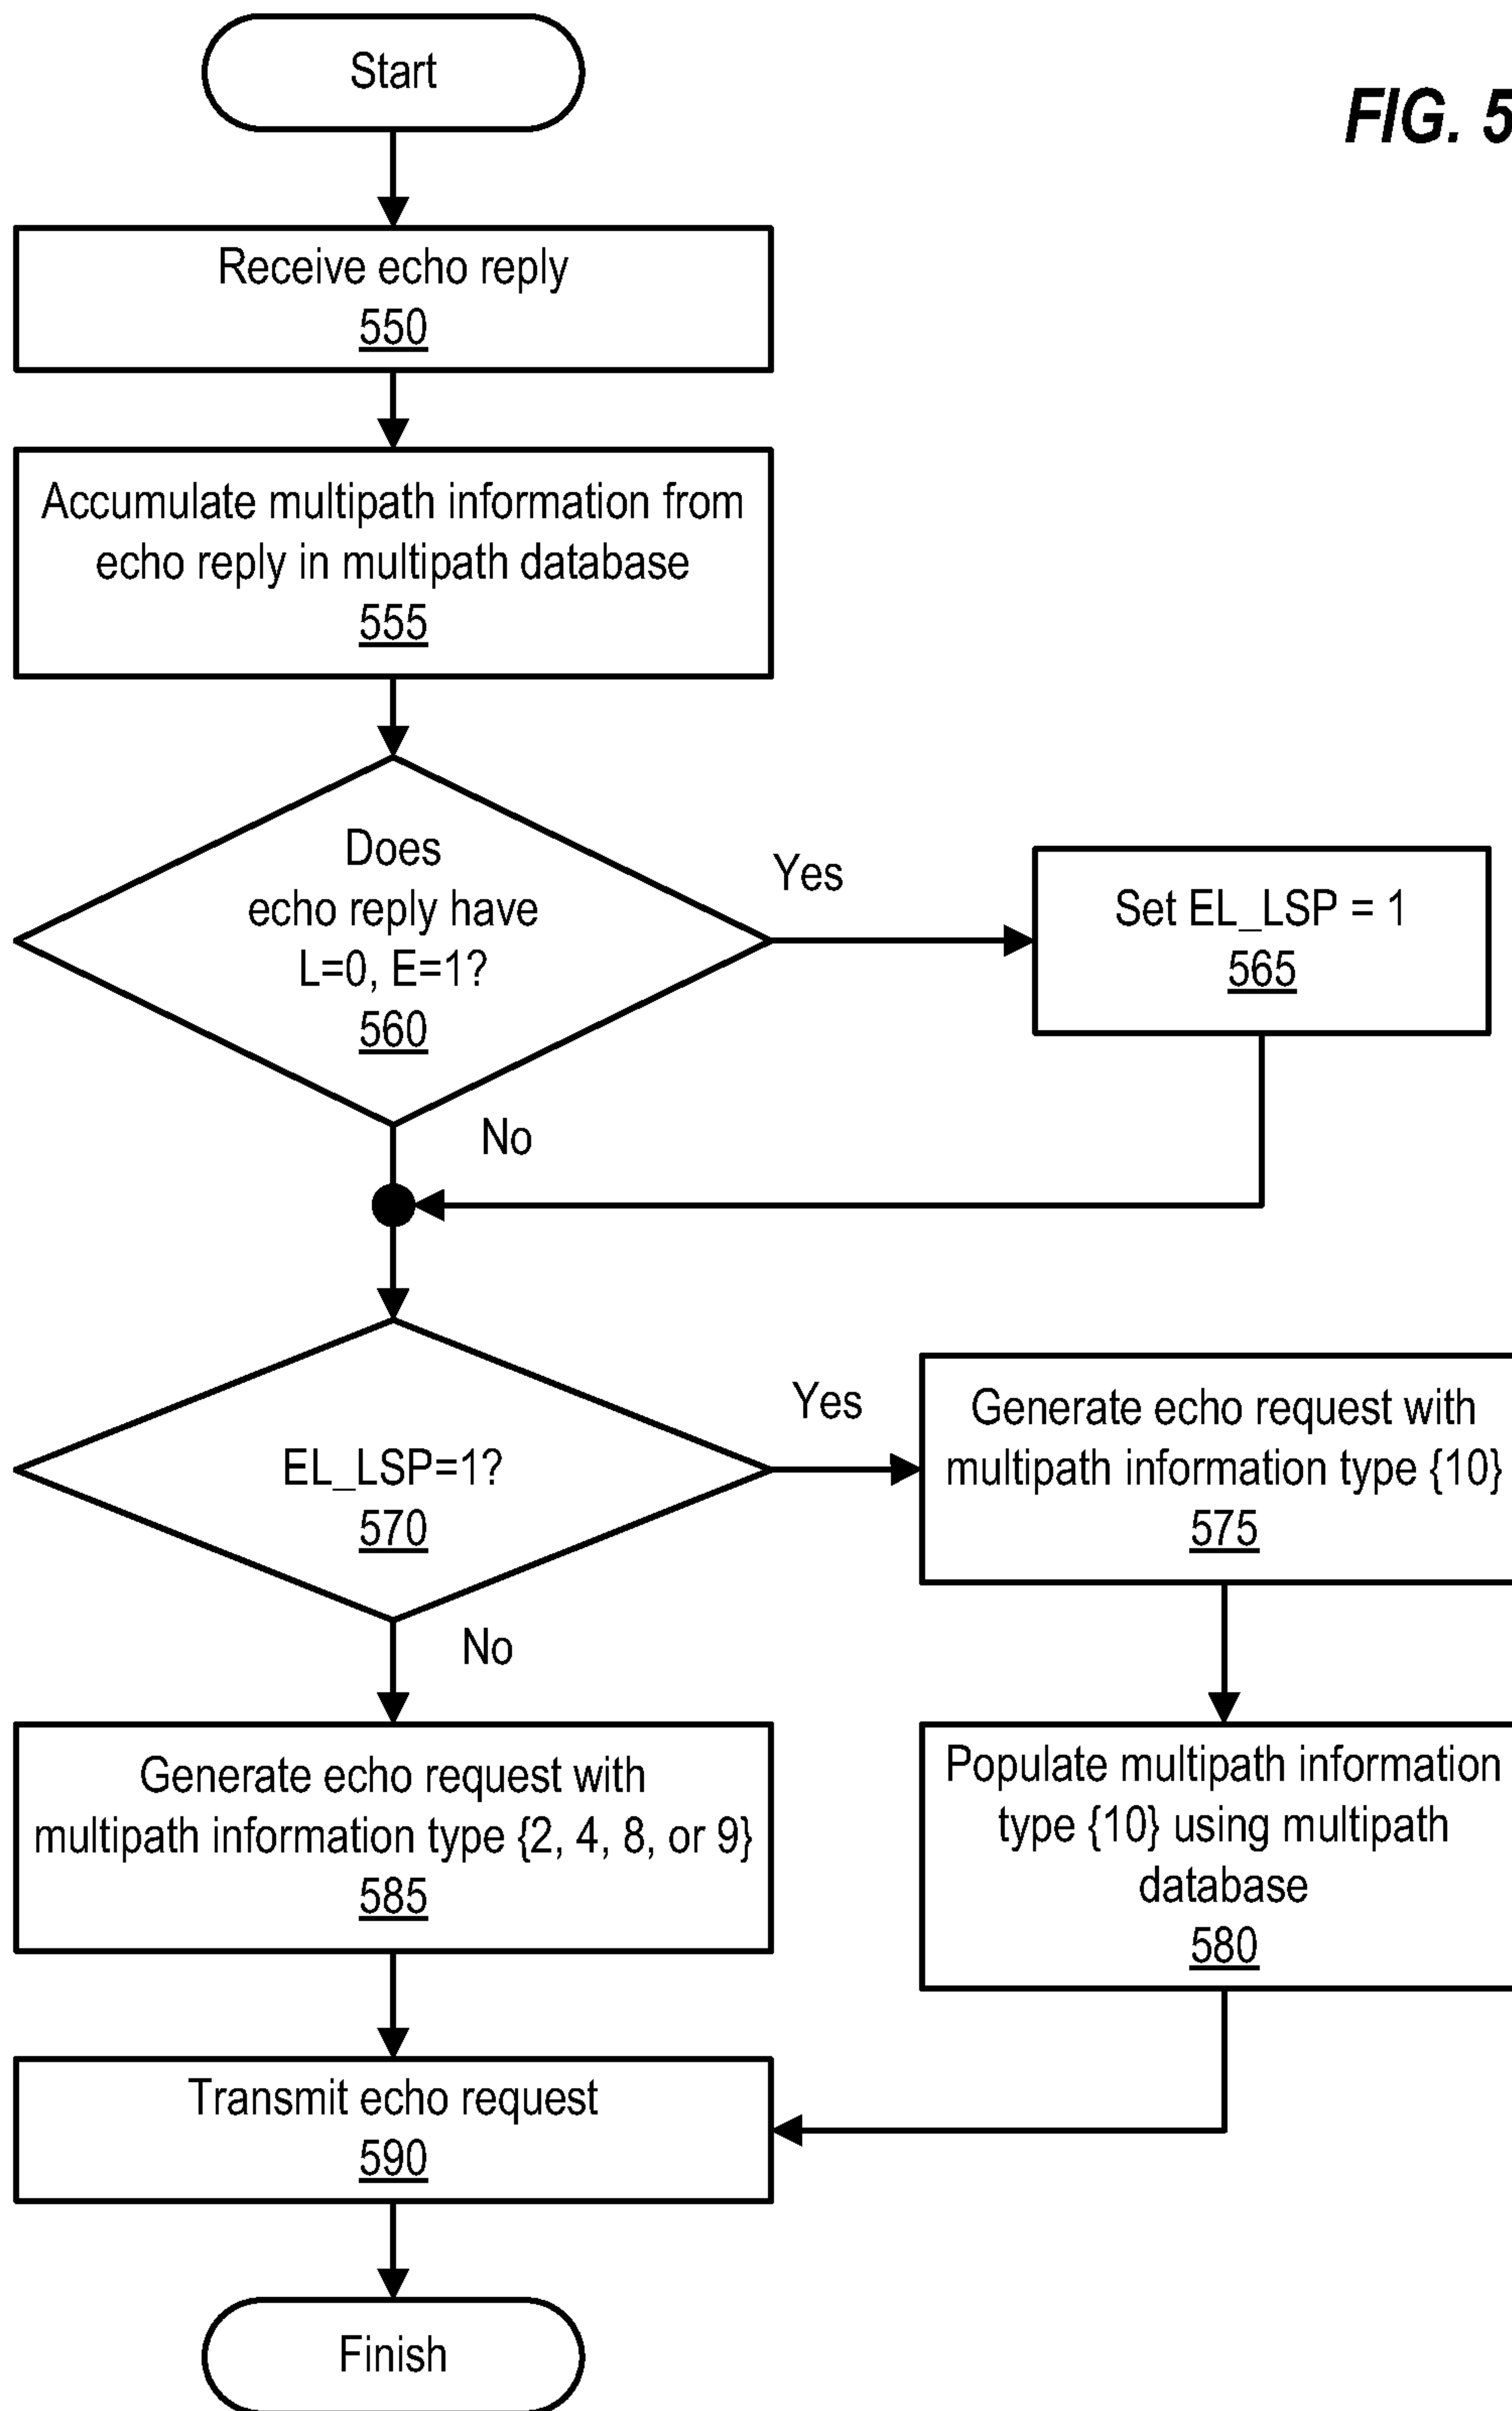 Start
FIG. 5
Receive echo reply
550
Accumulate multipath information from
echo reply in multipath database
555
Does
echo reply have
L=0, E=1?
560
Yes
Set EL_LSP = 1
565
No
EL_LSP=1?
570
Yes
Generate echo request with
multipath information type {10}
575
No
Generate echo request with
multipath information type {2, 4, 8, or 9}
585
Populate multipath information
type {10} using multipath
database
580
Transmit echo request
590
Finish